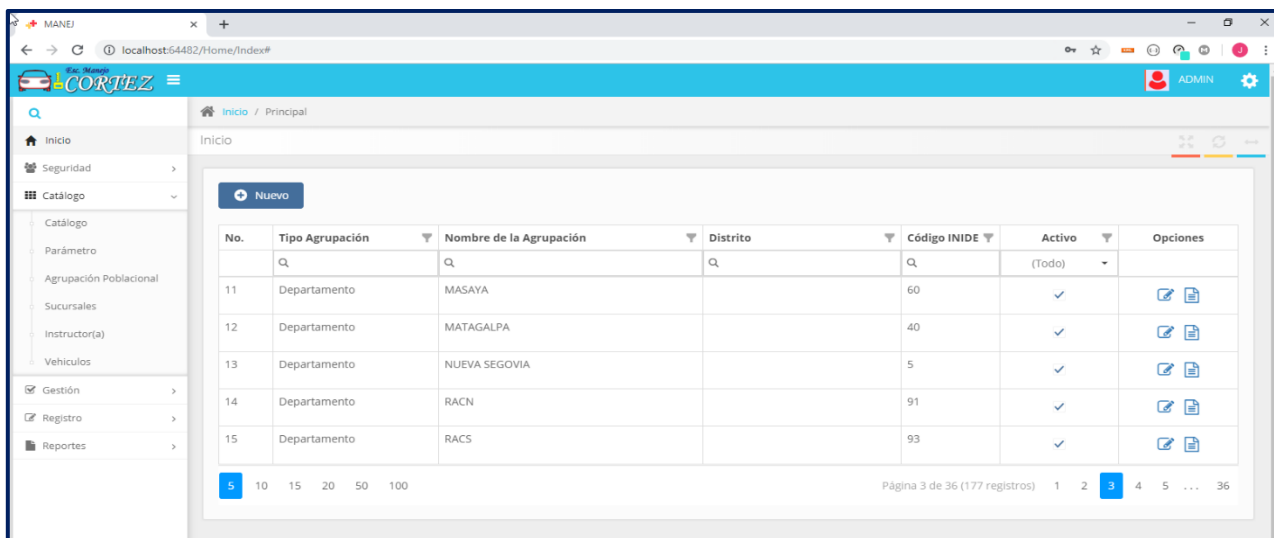 MANEJ
localhost:64482/Home/Index#
J
Esc. Manejo
CORTEZ
ADMIN
Inicio / Principal
Inicio
Inicio
Seguridad
Catálogo
Catálogo
Parámetro
Agrupación Poblacional
Sucursales
Instructor(a)
Vehiculos
Gestión
Registro
Reportes
Nuevo
No. Tipo Agrupación Nombre de la Agrupación Distrito Código INIDE Activo Opciones
(Todo)
11 Departamento MASAYA 60
12 Departamento MATAGALPA 40
13 Departamento NUEVA SEGOVIA 5
14 Departamento RACN 91
15 Departamento RACS 93
5 10 15 20 50 100 Página 3 de 36 (177 registros) 1 2 3 4 5 ... 36